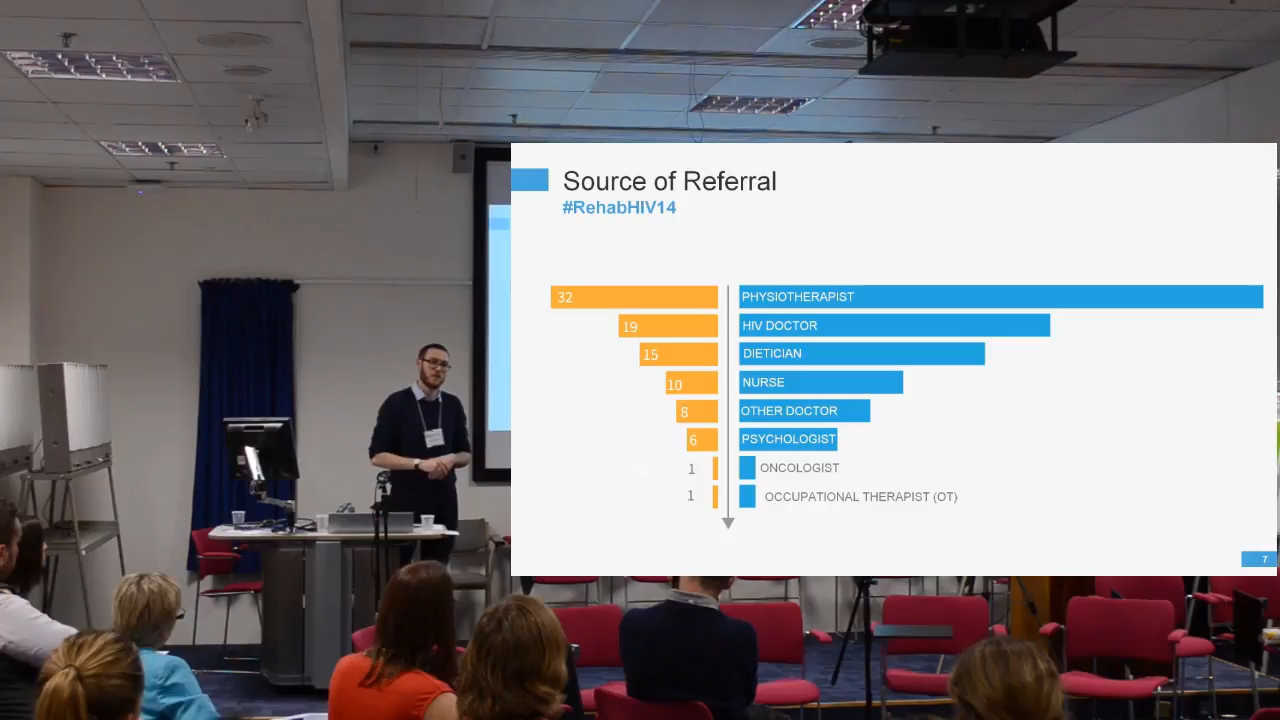 Source of Referral
#RehabHIV14
32 PHYSIOTHERAPIST
19 HIV DOCTOR
15 DIETICIAN
10 NURSE
8 OTHER DOCTOR
6 PSYCHOLOGIST
1 ONCOLOGIST
1 OCCUPATIONAL THERAPIST (OT)
7